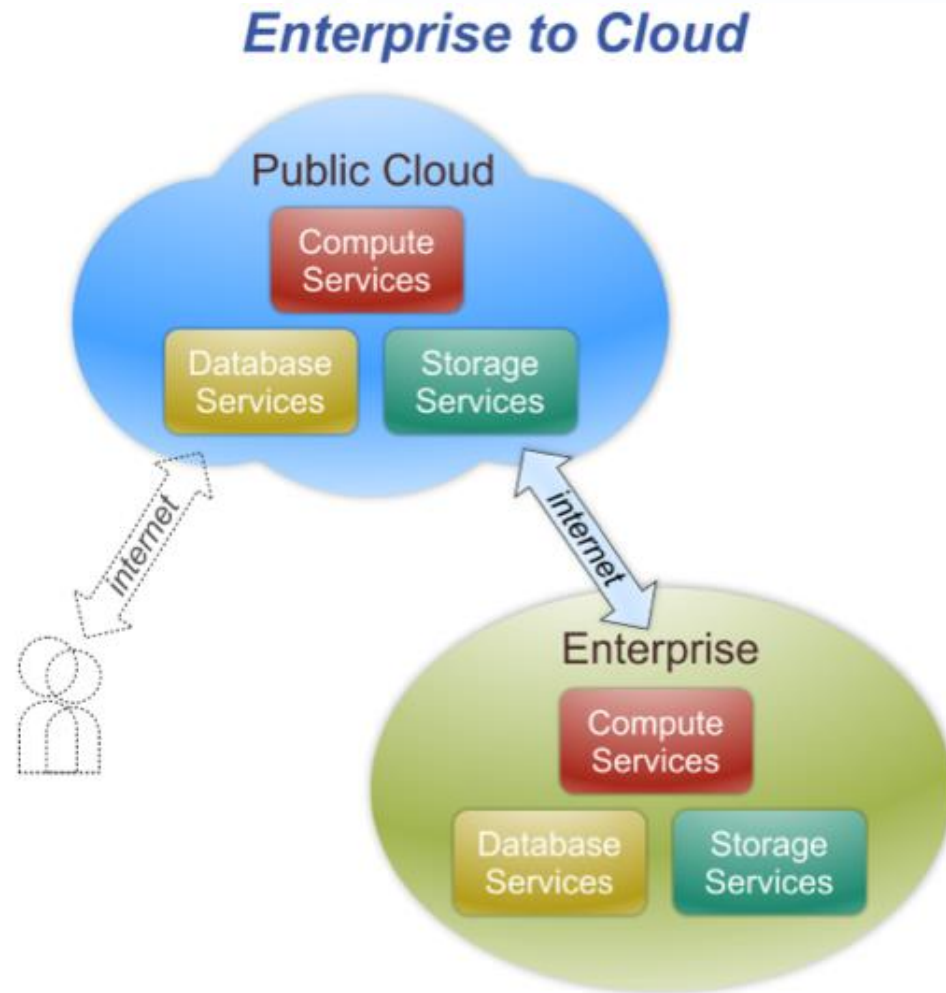 Enterprise to Cloud
Public Cloud
Compute
Services
Database
Services
Storage
Services
internet
internet
Enterprise
Compute
Services
Database
Services
Storage
Services